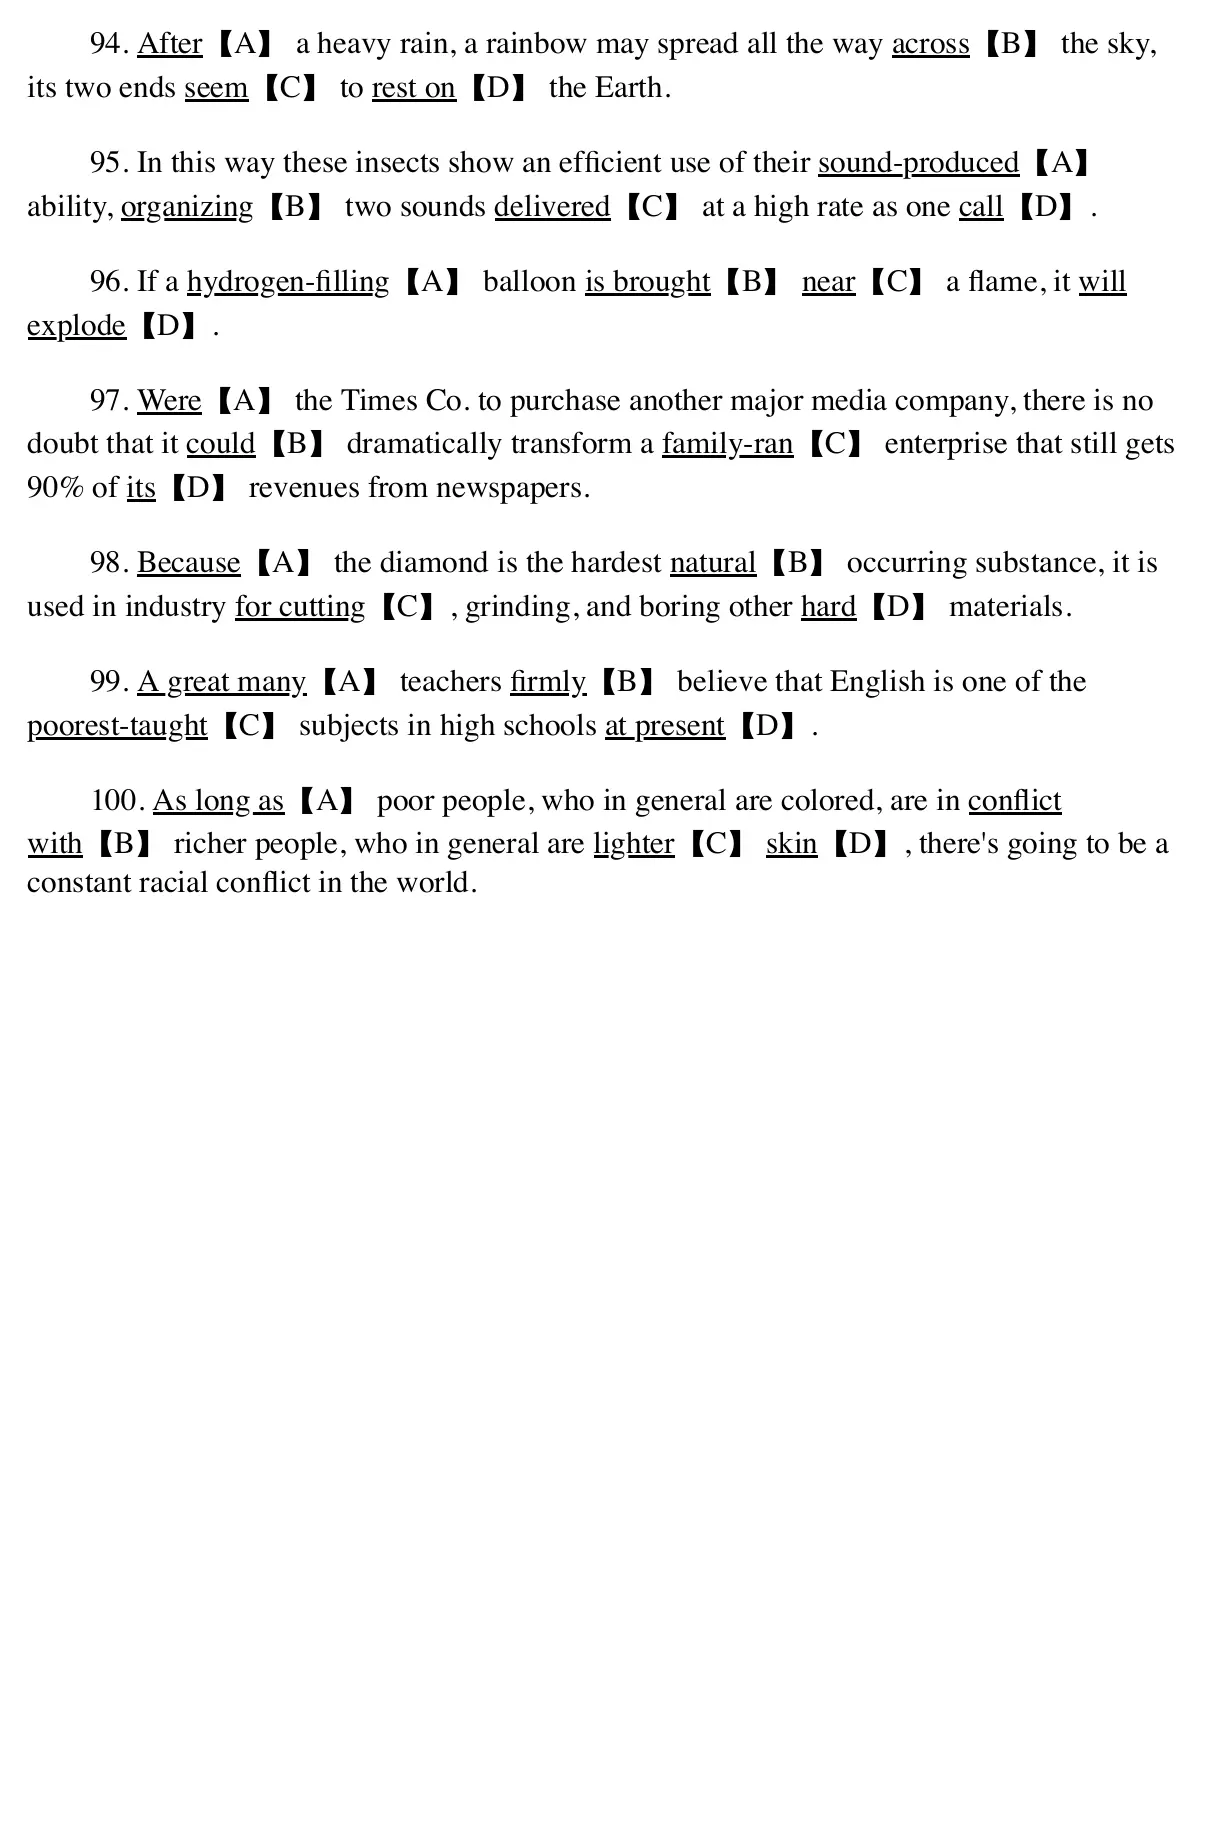 94. After【A】 a heavy rain, a rainbow may spread all the way across【B】 the sky,
its two ends seem【C】 to rest on【D】 the Earth.
95. In this way these insects show an efficient use of their sound-produced【A】
ability, organizing【B】 two sounds delivered【C】 at a high rate as one call【D】.
96. If a hydrogen-filling【A】 balloon is brought【B】 near【C】 a flame, it will
explode【D】.
97. Were【A】 the Times Co. to purchase another major media company, there is no
doubt that it could【B】 dramatically transform a family-ran【C】 enterprise that still gets
90% of its【D】 revenues from newspapers.
98. Because【A】 the diamond is the hardest natural【B】 occurring substance, it is
used in industry for cutting【C】, grinding, and boring other hard【D】 materials.
99. A great many【A】 teachers firmly【B】 believe that English is one of the
poorest-taught【C】 subjects in high schools at present【D】.
100. As long as【A】 poor people, who in general are colored, are in conflict
with【B】 richer people, who in general are lighter【C】 skin【D】, there's going to be a
constant racial conflict in the world.